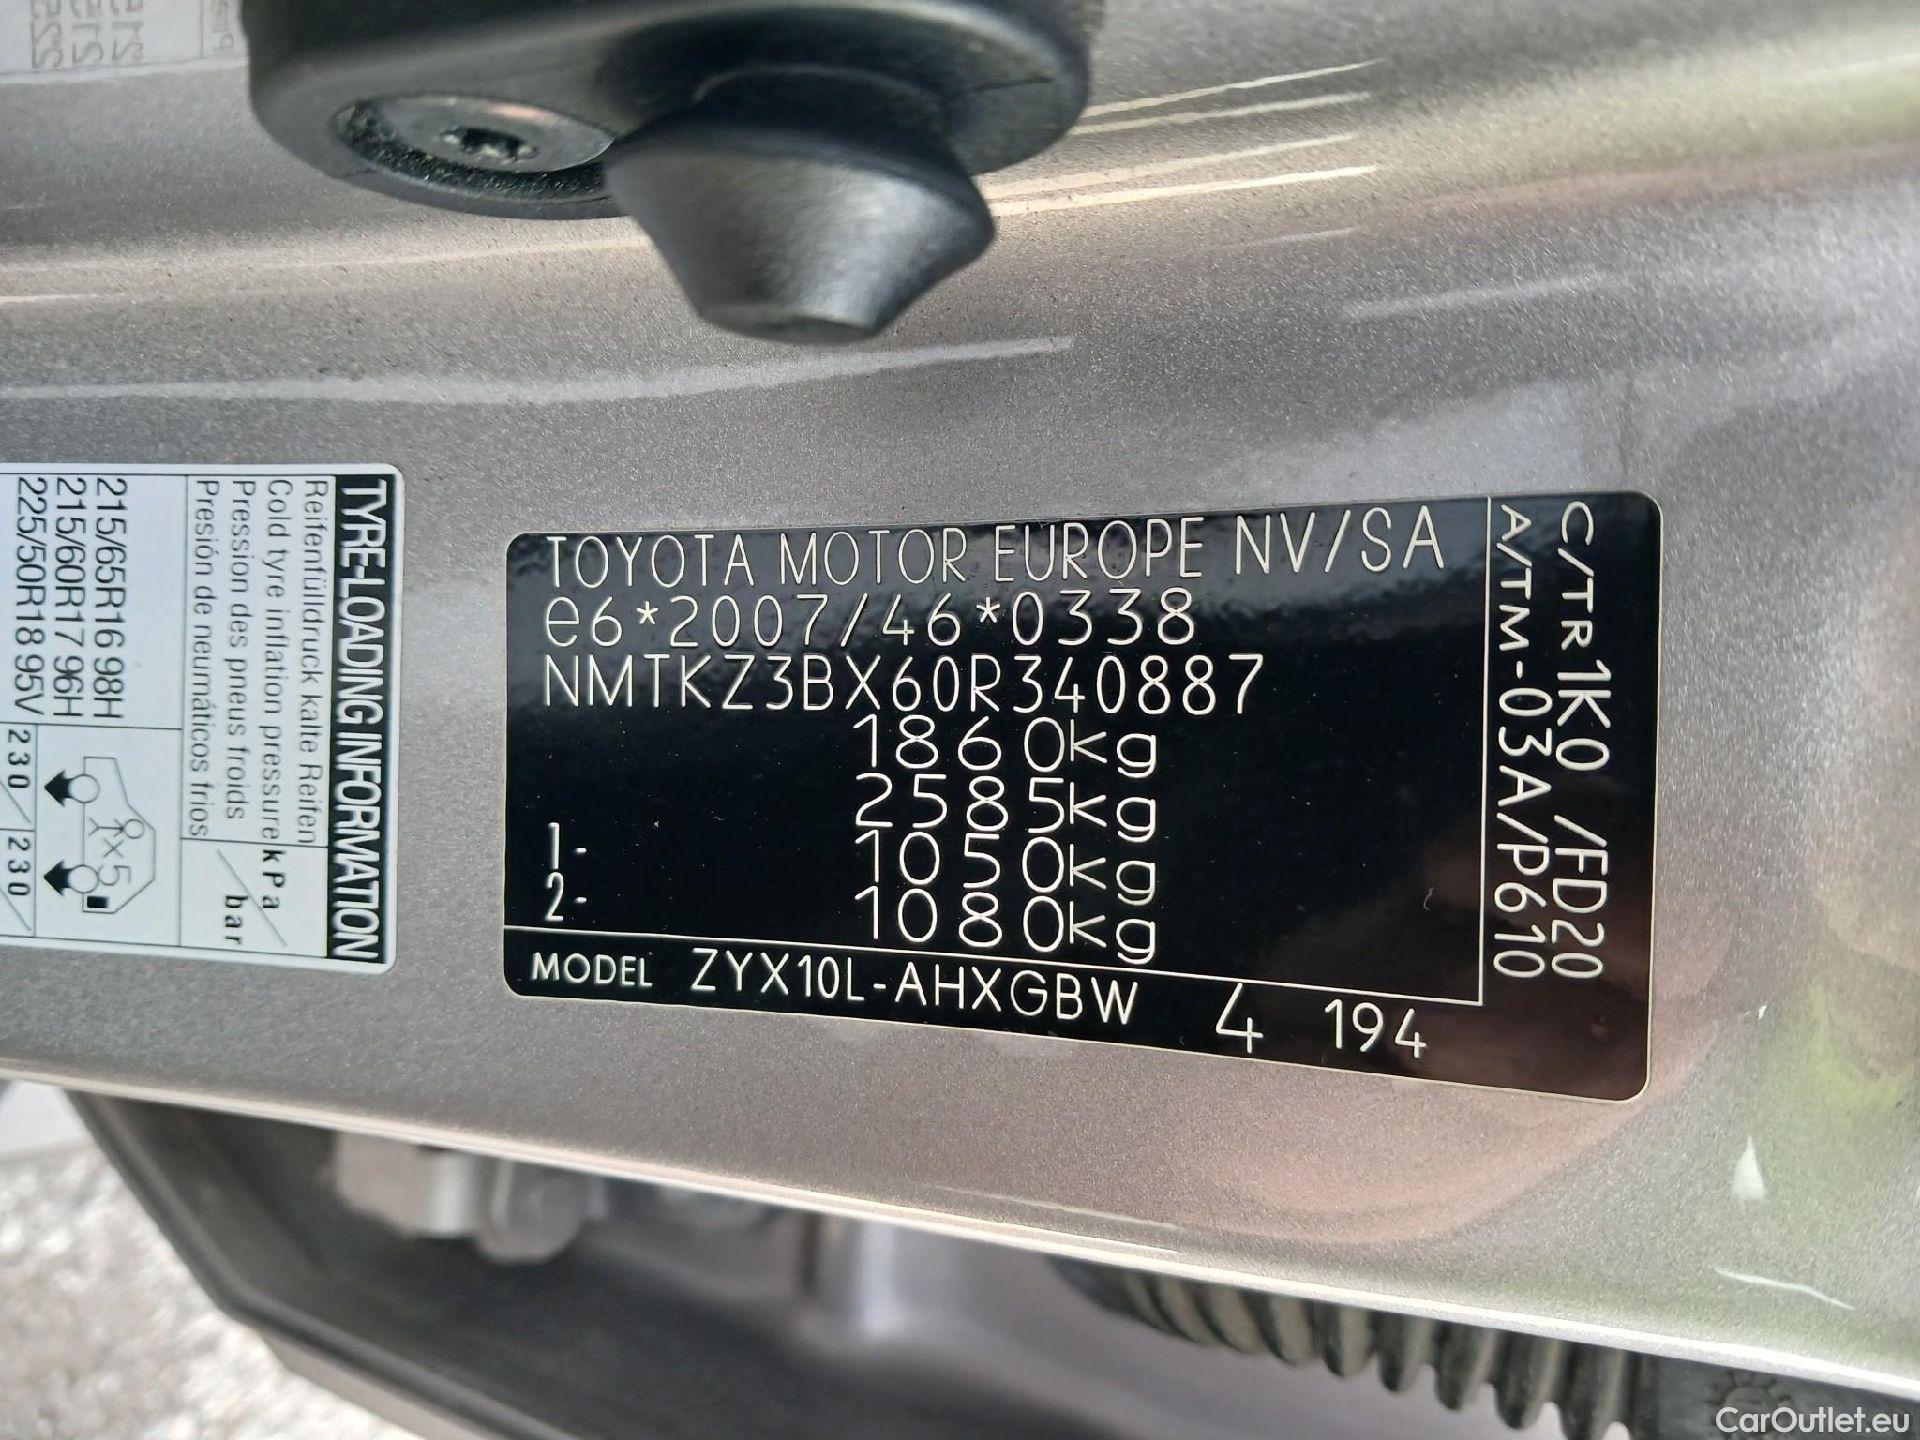 TOYOTA MOTOR EUROPE NV/SA
e6*2007/46*0338
NMTKZ3BX60R340887
1860kg
2585kg
1- 1050kg
2- 1080kg
MODEL ZYX10L-AHXGBW 4 194
C/TR 1K0 /FD20
A/TM-03A/P610
TYRE-LOADING INFORMATION
Reifenfülldruck kalte Reifen
Cold tyre inflation pressure
Pression des pneus froids
Presión de neumáticos frios
kPa/bar
x5
215/65R16 98H
215/60R17 96H
225/50R18 95V
230/ 230/
CarOutlet.eu